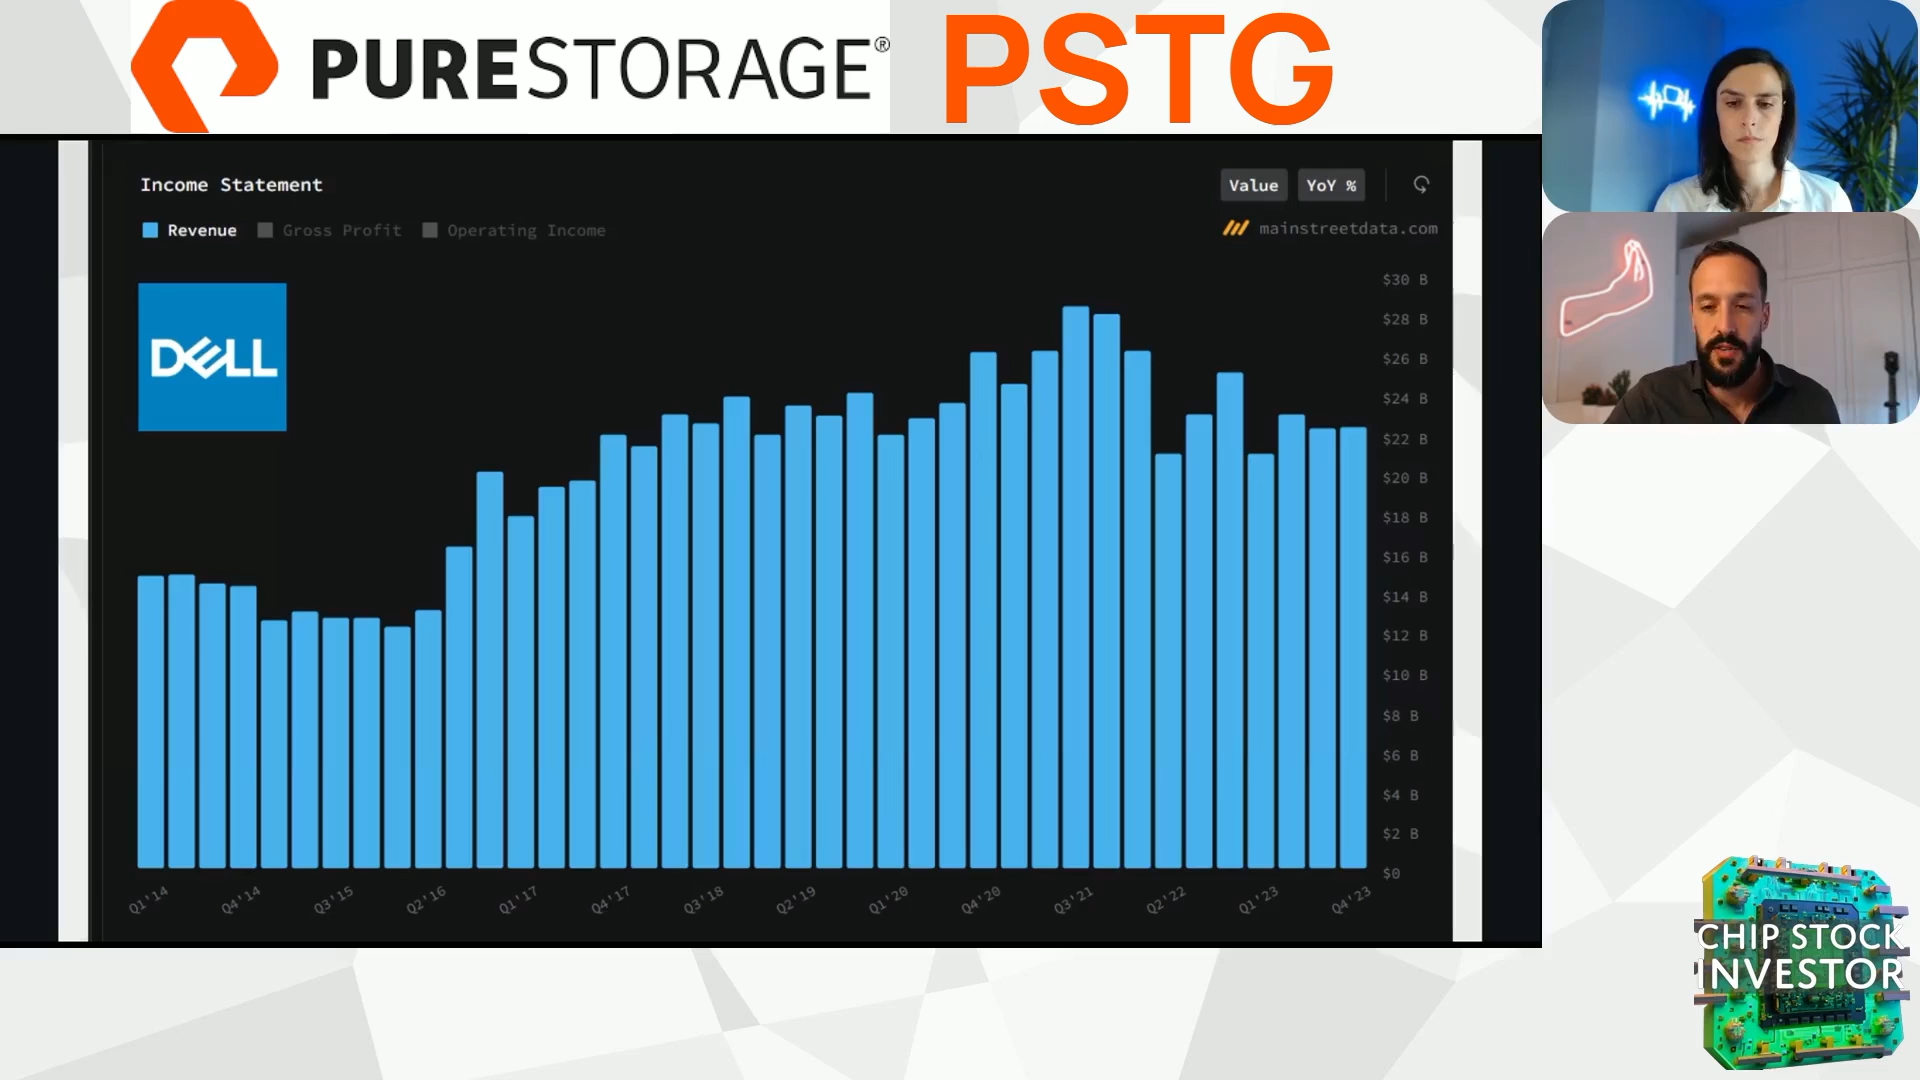 PURESTORAGE®
PSTG
Income Statement
Value YoY %
Revenue Gross Profit Operating Income
mainstreetdata.com
DELL
$30 B
$28 B
$26 B
$24 B
$22 B
$20 B
$18 B
$16 B
$14 B
$12 B
$10 B
$8 B
$6 B
$4 B
$2 B
$0
Q1'14 Q4'14 Q3'15 Q2'16 Q1'17 Q4'17 Q3'18 Q2'19 Q1'20 Q4'20 Q3'21 Q2'22 Q1'23 Q4'23
CHIP STOCK
INVESTOR